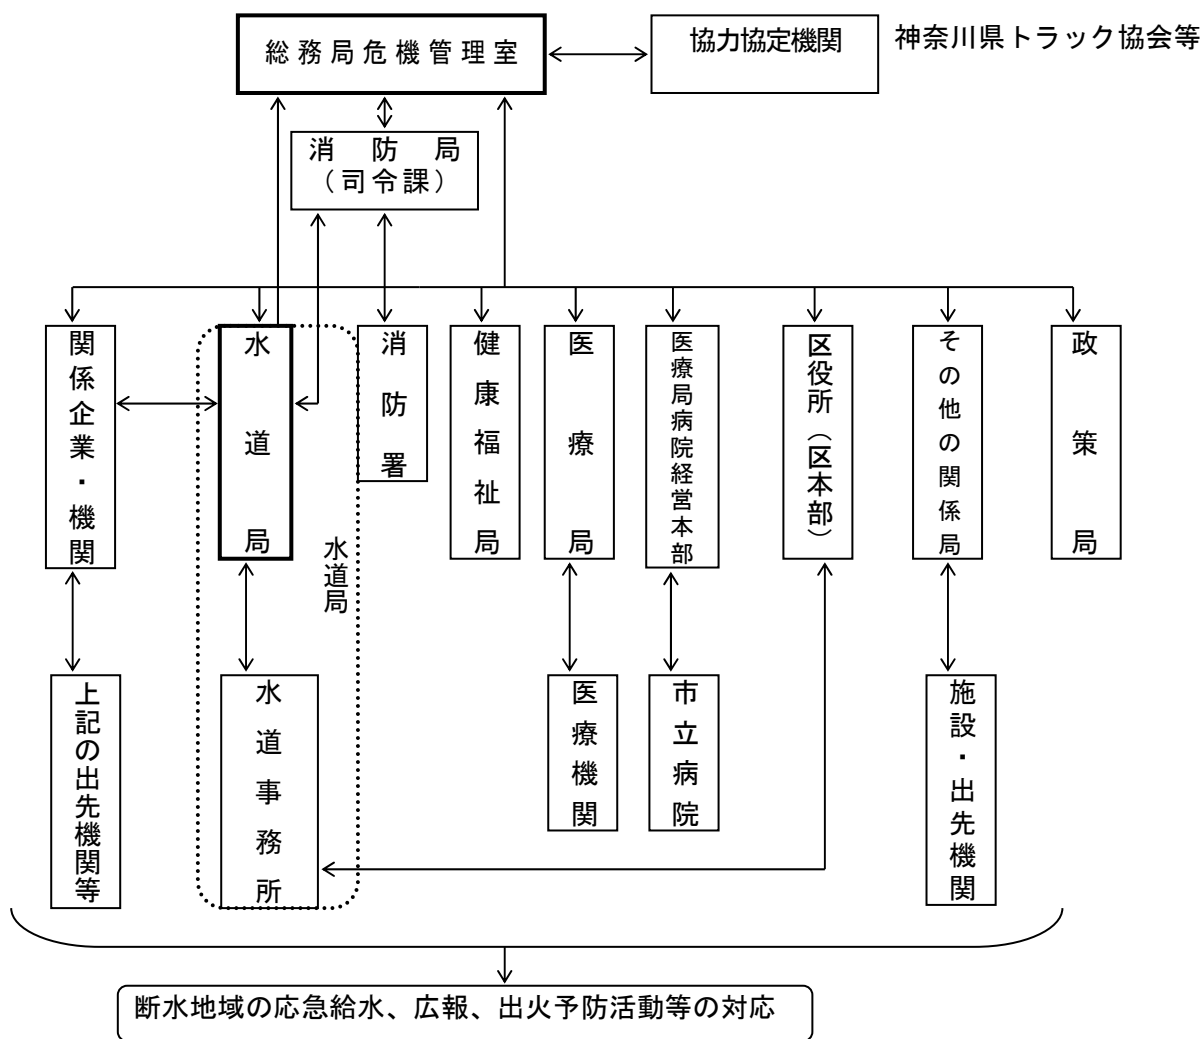 総務局危機管理室
協力協定機関
神奈川県トラック協会等
消防局
（司令課）
関係企業・機関
水道局
消防署
健康福祉局
医療局
医療局病院経営本部
区役所（区本部）
その他の関係局
政策局
水道局
上記の出先機関等
水道事務所
医療機関
市立病院
施設・出先機関
断水地域の応急給水、広報、出火予防活動等の対応